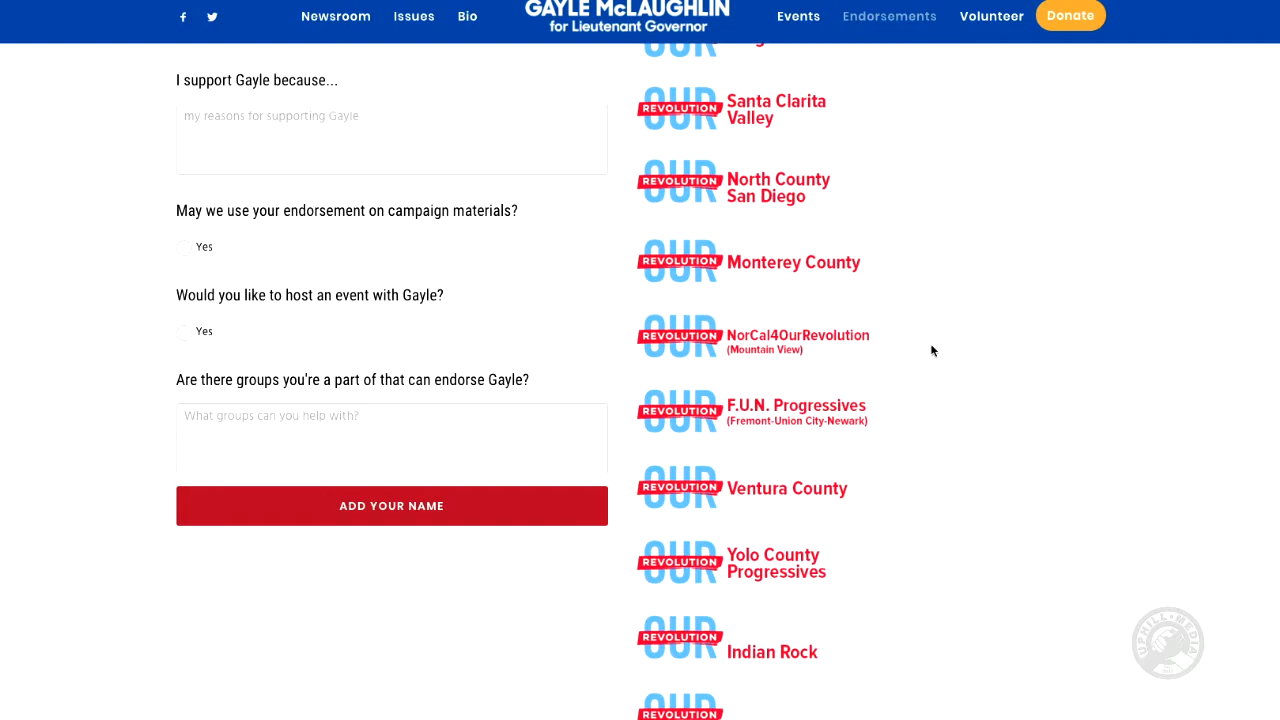 Newsroom
Issues
Bio
GAYLE McLAUGHLIN
for Lieutenant Governor
Events
Endorsements
Volunteer
Donate
I support Gayle because...
my reasons for supporting Gayle
May we use your endorsement on campaign materials?
Yes
Would you like to host an event with Gayle?
Yes
Are there groups you're a part of that can endorse Gayle?
What groups can you help with?
ADD YOUR NAME
OUR
OUR
REVOLUTION
Santa Clarita
Valley
OUR
REVOLUTION
North County
San Diego
OUR
REVOLUTION
Monterey County
OUR
REVOLUTION
NorCal4OurRevolution
(Mountain View)
OUR
REVOLUTION
F.U.N. Progressives
(Fremont-Union City-Newark)
OUR
REVOLUTION
Ventura County
OUR
REVOLUTION
Yolo County
Progressives
OUR
REVOLUTION
Indian Rock
OUR
REVOLUTION
UPHILL MEDIA